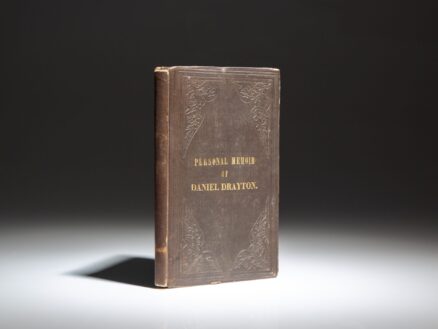 PERSONAL MEMOIR
OF
DANIEL DRAYTON.